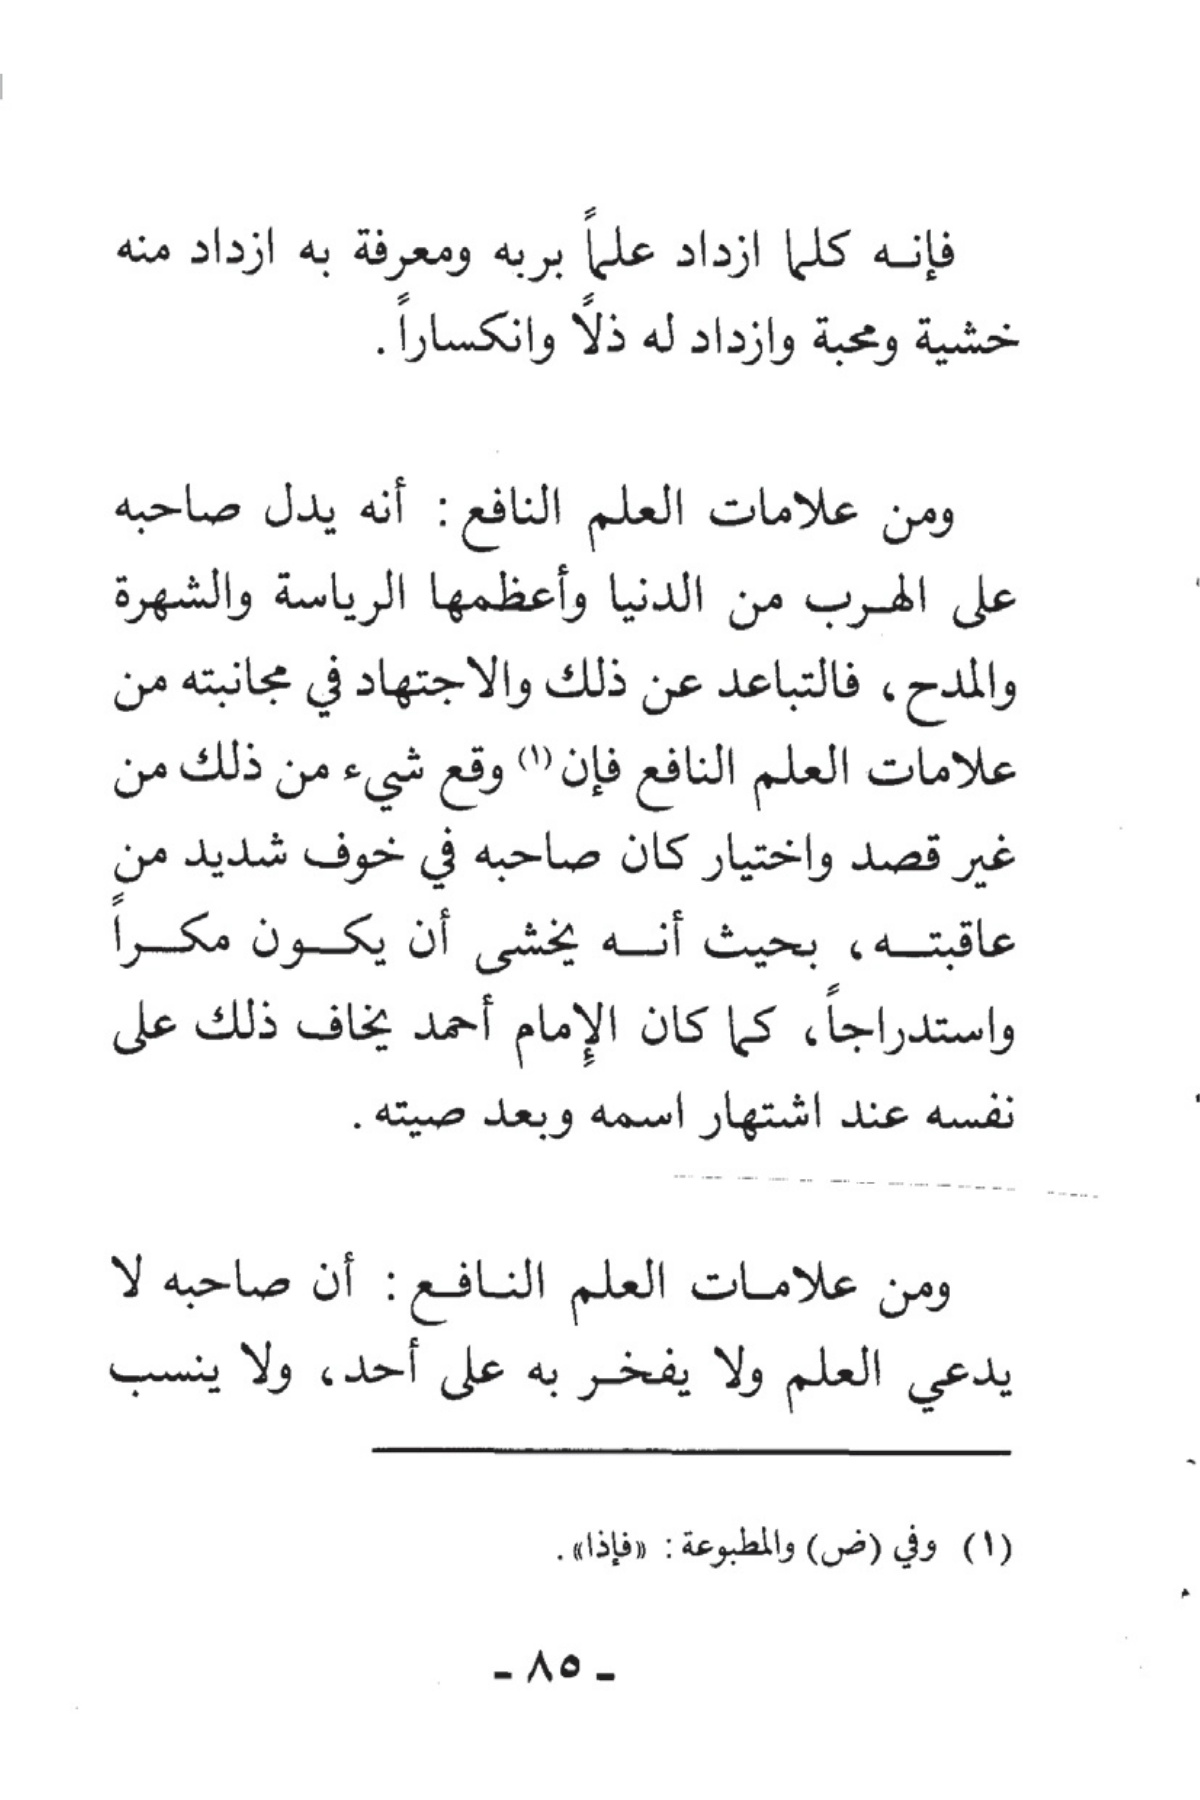 فإنه كلما ازداد علماً بربه ومعرفة به ازداد منه
خشية ومحبة وازداد له ذلاً وانكساراً .
ومن علامات العلم النافع : أنه يدل صاحبه
على الهرب من الدنيا وأعظمها الرياسة والشهرة
والمدح ، فالتباعد عن ذلك والاجتهاد في مجانبته من
علامات العلم النافع فإن (١) وقع شيء من ذلك من
غير قصد واختيار كان صاحبه في خوف شديد من
عاقبته ، بحيث أنه يخشى أن يكون مكراً
واستدراجاً ، كما كان الإمام أحمد يخاف ذلك على
نفسه عند اشتهار اسمه وبعد صيته .
ومن علامات العلم النافع : أن صاحبه لا
يدعي العلم ولا يفخر به على أحد ، ولا ينسب
(١) وفي (ض) والمطبوعة : «فإذا» .
- ٨٥ -